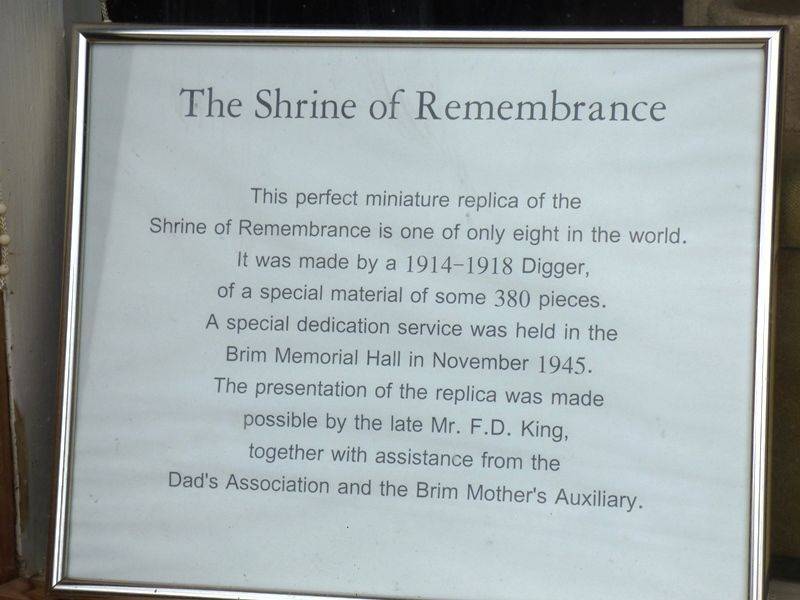 The Shrine of Remembrance
This perfect miniature replica of the
Shrine of Remembrance is one of only eight in the world.
It was made by a 1914-1918 Digger,
of a special material of some 380 pieces.
A special dedication service was held in the
Brim Memorial Hall in November 1945.
The presentation of the replica was made
possible by the late Mr. F.D. King,
together with assistance from the
Dad's Association and the Brim Mother's Auxiliary.